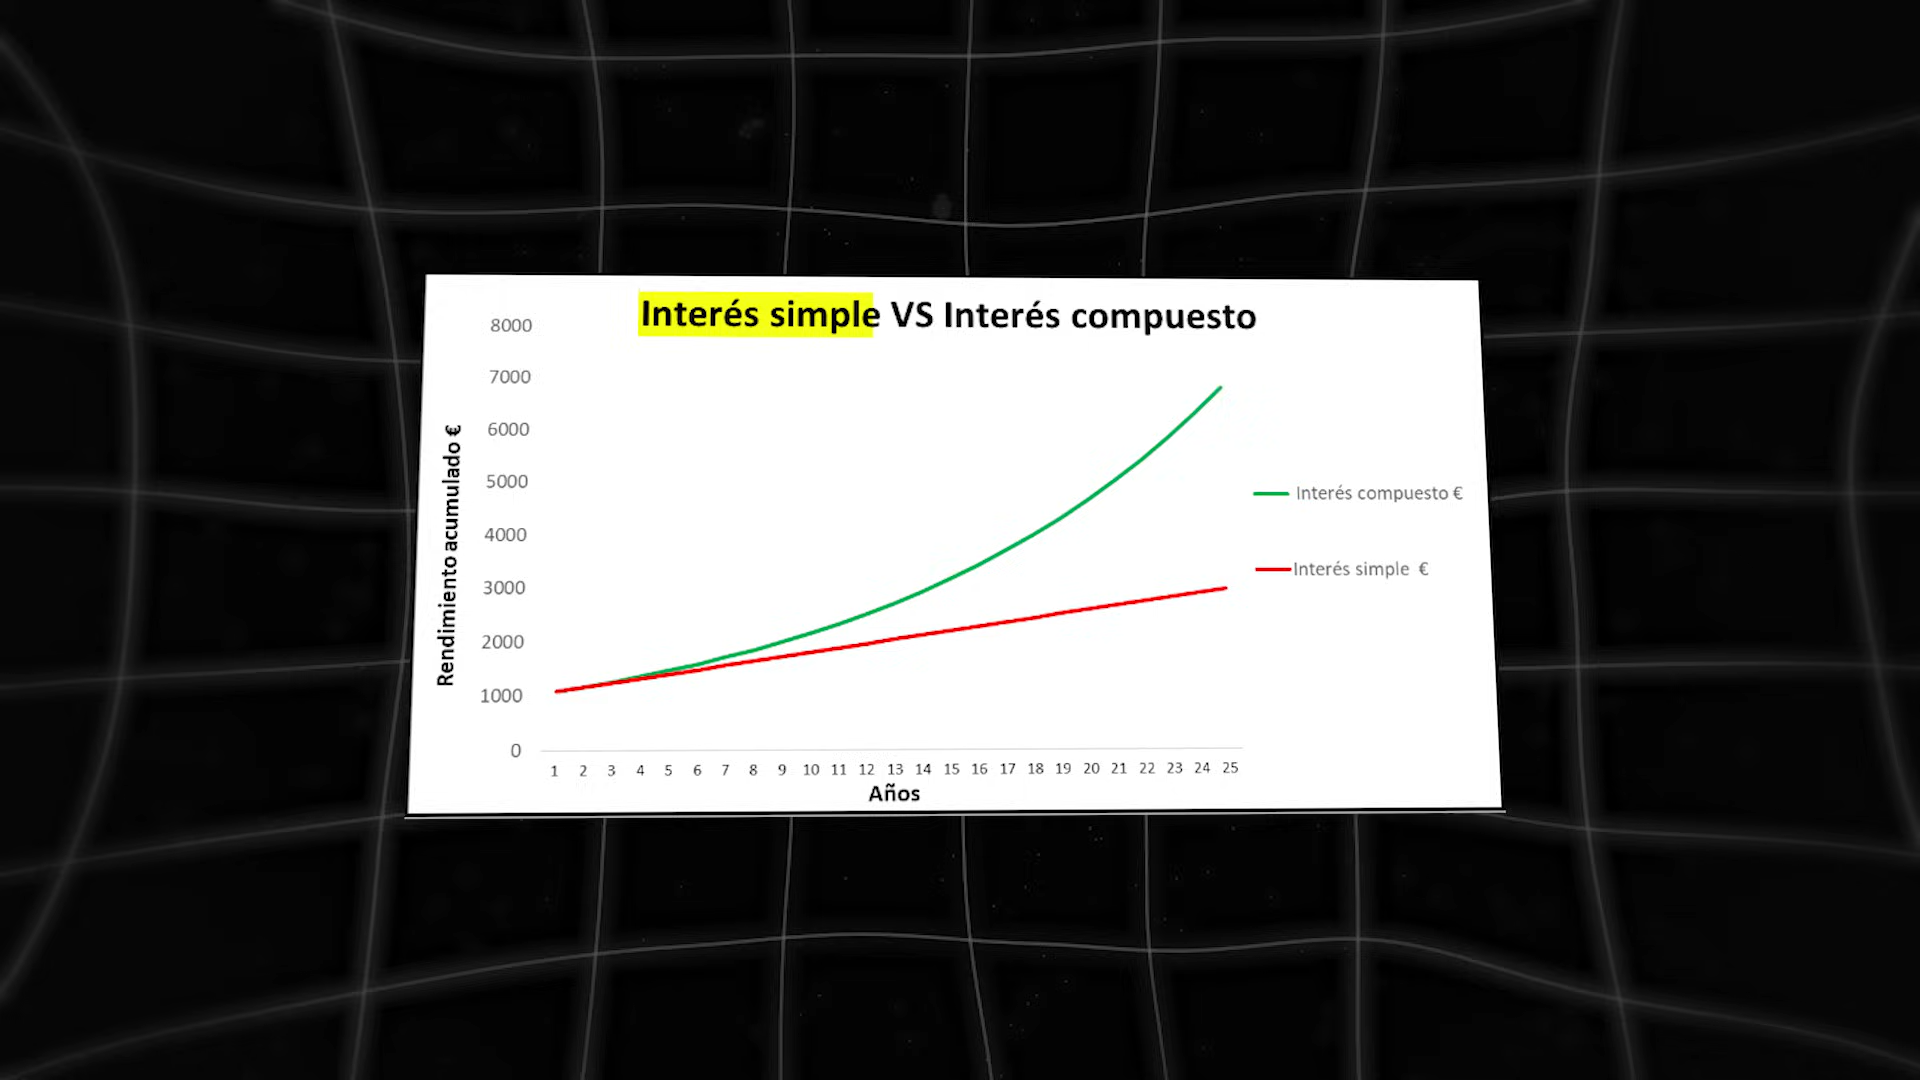 Interés simple VS Interés compuesto
8000
7000
6000
5000
4000
3000
2000
1000
0
Rendimiento acumulado €
Interés compuesto €
Interés simple €
1 2 3 4 5 6 7 8 9 10 11 12 13 14 15 16 17 18 19 20 21 22 23 24 25
Años